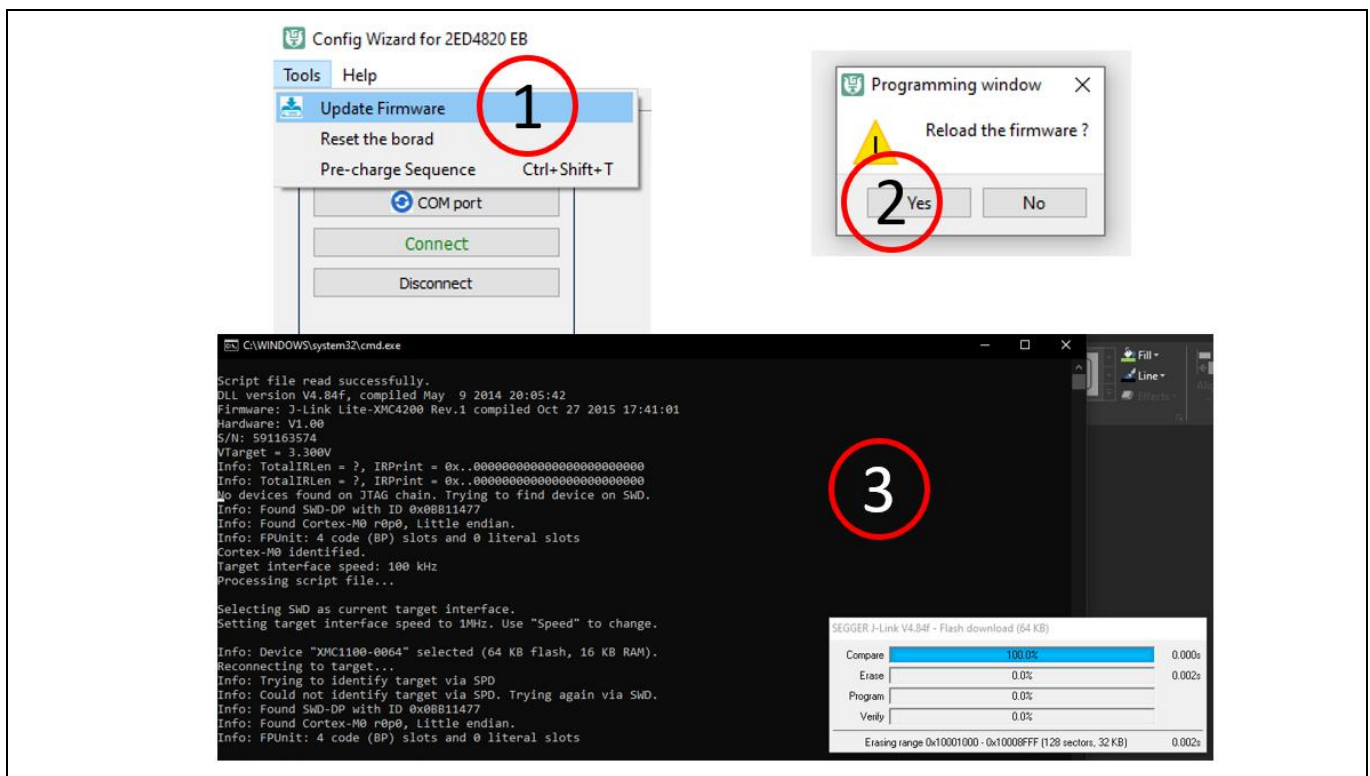 Config Wizard for 2ED4820 EB
Tools Help
Update Firmware
Reset the borad
Pre-charge Sequence Ctrl+Shift+T
COM port
Connect
Disconnect
1
Programming window
Reload the firmware ?
Yes No
2
C:\WINDOWS\system32\cmd.exe
Script file read successfully.
DLL version V4.84f, compiled May  9 2014 20:05:42
Firmware: J-Link Lite-XMC4200 Rev.1 compiled Oct 27 2015 17:41:01
Hardware: V1.00
S/N: 591163574
VTarget = 3.300V
Info: TotalIRLen = ?, IRPrint = 0x..000000000000000000000000
Info: TotalIRLen = ?, IRPrint = 0x..000000000000000000000000
No devices found on JTAG chain. Trying to find device on SWD.
Info: Found SWD-DP with ID 0x0BB11477
Info: Found Cortex-M0 r0p0, Little endian.
Info: FPUnit: 4 code (BP) slots and 0 literal slots
Cortex-M0 identified.
Target interface speed: 100 kHz
Processing script file...
Selecting SWD as current target interface.
Setting target interface speed to 1MHz. Use "Speed" to change.
Info: Device "XMC1100-0064" selected (64 KB flash, 16 KB RAM).
Reconnecting to target...
Info: Trying to identify target via SPD
Info: Could not identify target via SPD. Trying again via SWD.
Info: Found SWD-DP with ID 0x0BB11477
Info: Found Cortex-M0 r0p0, Little endian.
Info: FPUnit: 4 code (BP) slots and 0 literal slots
3
Fill
Line
Effects
SEGGER J-Link V4.84f - Flash download (64 KB)
Compare 100.0% 0.000s
Erase 0.0% 0.002s
Program 0.0%
Verify 0.0%
Erasing range 0x10001000 - 0x10008FFF (128 sectors, 32 KB) 0.002s